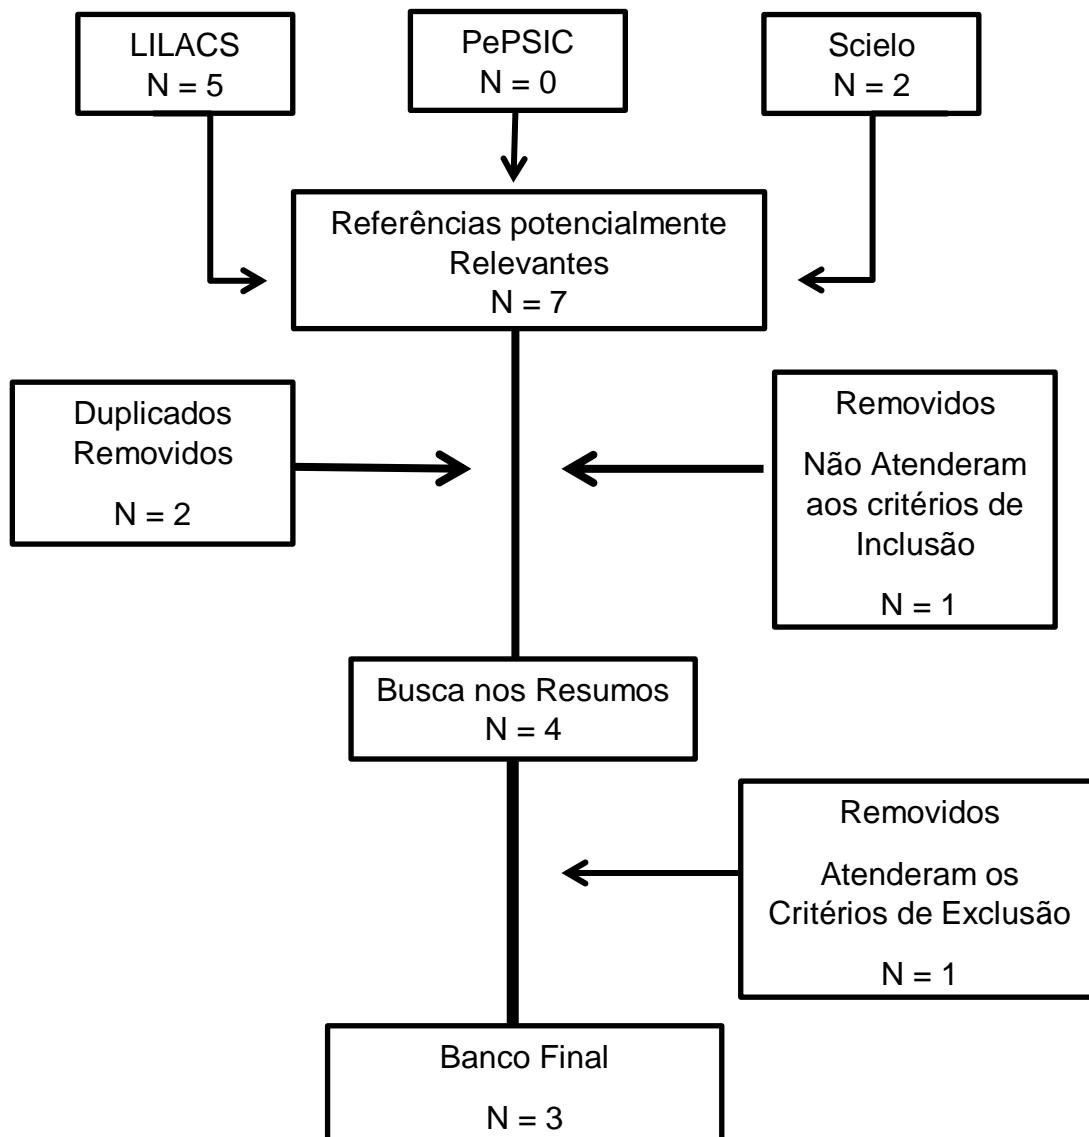 LILACS
N = 5
PePSIC
N = 0
Scielo
N = 2
Referências potencialmente
Relevantes
N = 7
Duplicados
Removidos
N = 2
Removidos
Não Atenderam
aos critérios de
Inclusão
N = 1
Busca nos Resumos
N = 4
Removidos
Atenderam os
Critérios de Exclusão
N = 1
Banco Final
N = 3